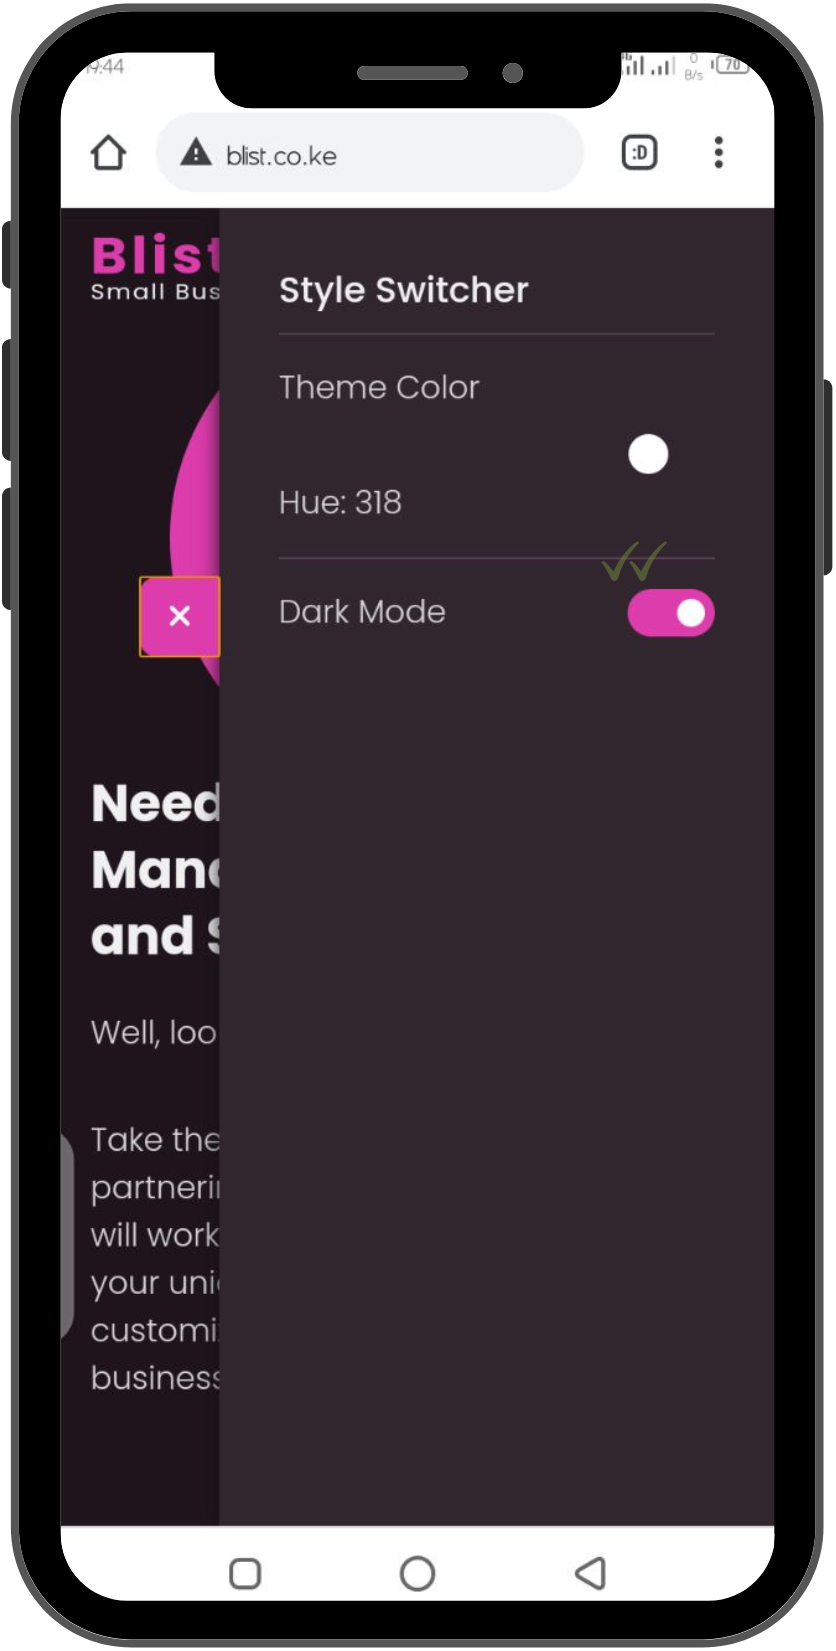 19:44
0
B/s
70
blist.co.ke
:D
Blist
Small Bus
Style Switcher
Theme Color
Hue: 318
Dark Mode
Need
Mana
and S
Well, loo
Take the
partneri
will work
your uni
customi
business